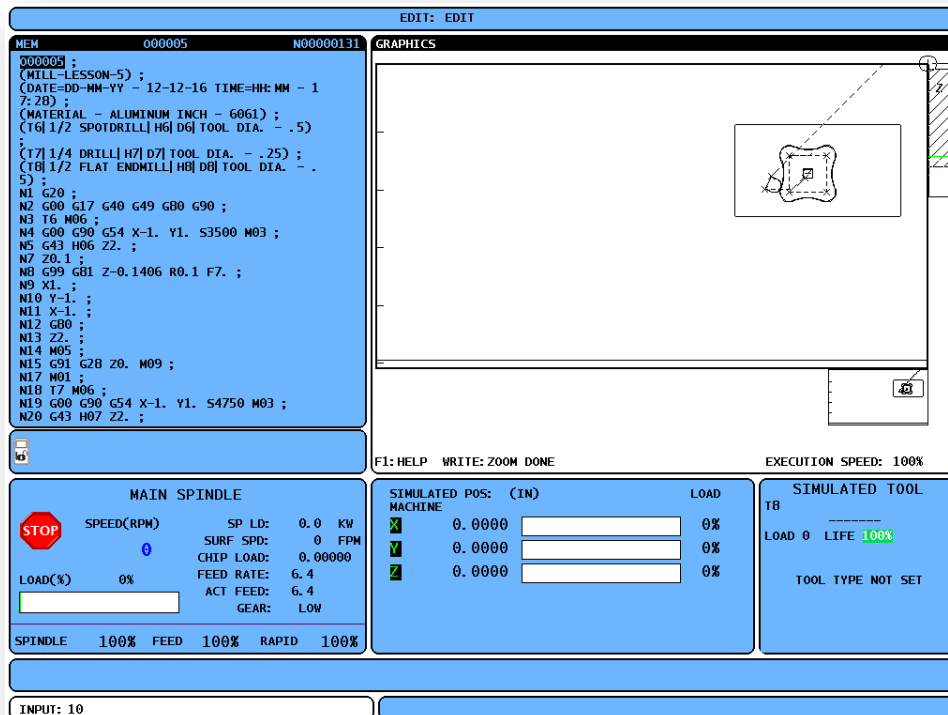 EDIT: EDIT
MEM O00005 N00000131
O00005 ;
(MILL-LESSON-5) ;
(DATE=DD-MM-YY - 12-12-16 TIME=HH:MM - 1
7:28) ;
(MATERIAL - ALUMINUM INCH - 6061) ;
(T6| 1/2 SPOTDRILL| H6| D6| TOOL DIA. - .5)
;
(T7| 1/4 DRILL| H7| D7| TOOL DIA. - .25) ;
(T8| 1/2 FLAT ENDMILL| H8| D8| TOOL DIA. - .
5) ;
N1 G20 ;
N2 G00 G17 G40 G49 G80 G90 ;
N3 T6 M06 ;
N4 G00 G90 G54 X-1. Y1. S3500 M03 ;
N5 G43 H06 Z2. ;
N7 Z0.1 ;
N8 G99 G81 Z-0.1406 R0.1 F7. ;
N9 X1. ;
N10 Y-1. ;
N11 X-1. ;
N12 G80 ;
N13 Z2. ;
N14 M05 ;
N15 G91 G28 Z0. M09 ;
N17 M01 ;
N18 T7 M06 ;
N19 G00 G90 G54 X-1. Y1. S4750 M03 ;
N20 G43 H07 Z2. ;
GRAPHICS
Z
F1:HELP WRITE:ZOOM DONE EXECUTION SPEED: 100%
MAIN SPINDLE
STOP
SPEED(RPM)
0
LOAD(%) 0%
SP LD: 0.0 KW
SURF SPD: 0 FPM
CHIP LOAD: 0.00000
FEED RATE: 6.4
ACT FEED: 6.4
GEAR: LOW
SPINDLE 100% FEED 100% RAPID 100%
SIMULATED POS: (IN) LOAD
MACHINE
X 0.0000 0%
Y 0.0000 0%
Z 0.0000 0%
SIMULATED TOOL
T8
-------
LOAD 0 LIFE 100%
TOOL TYPE NOT SET
INPUT: 10